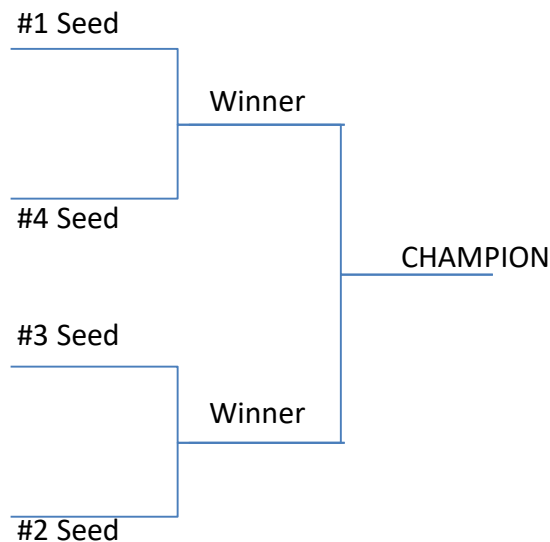 #1 Seed
Winner
#4 Seed
CHAMPION
#3 Seed
Winner
#2 Seed